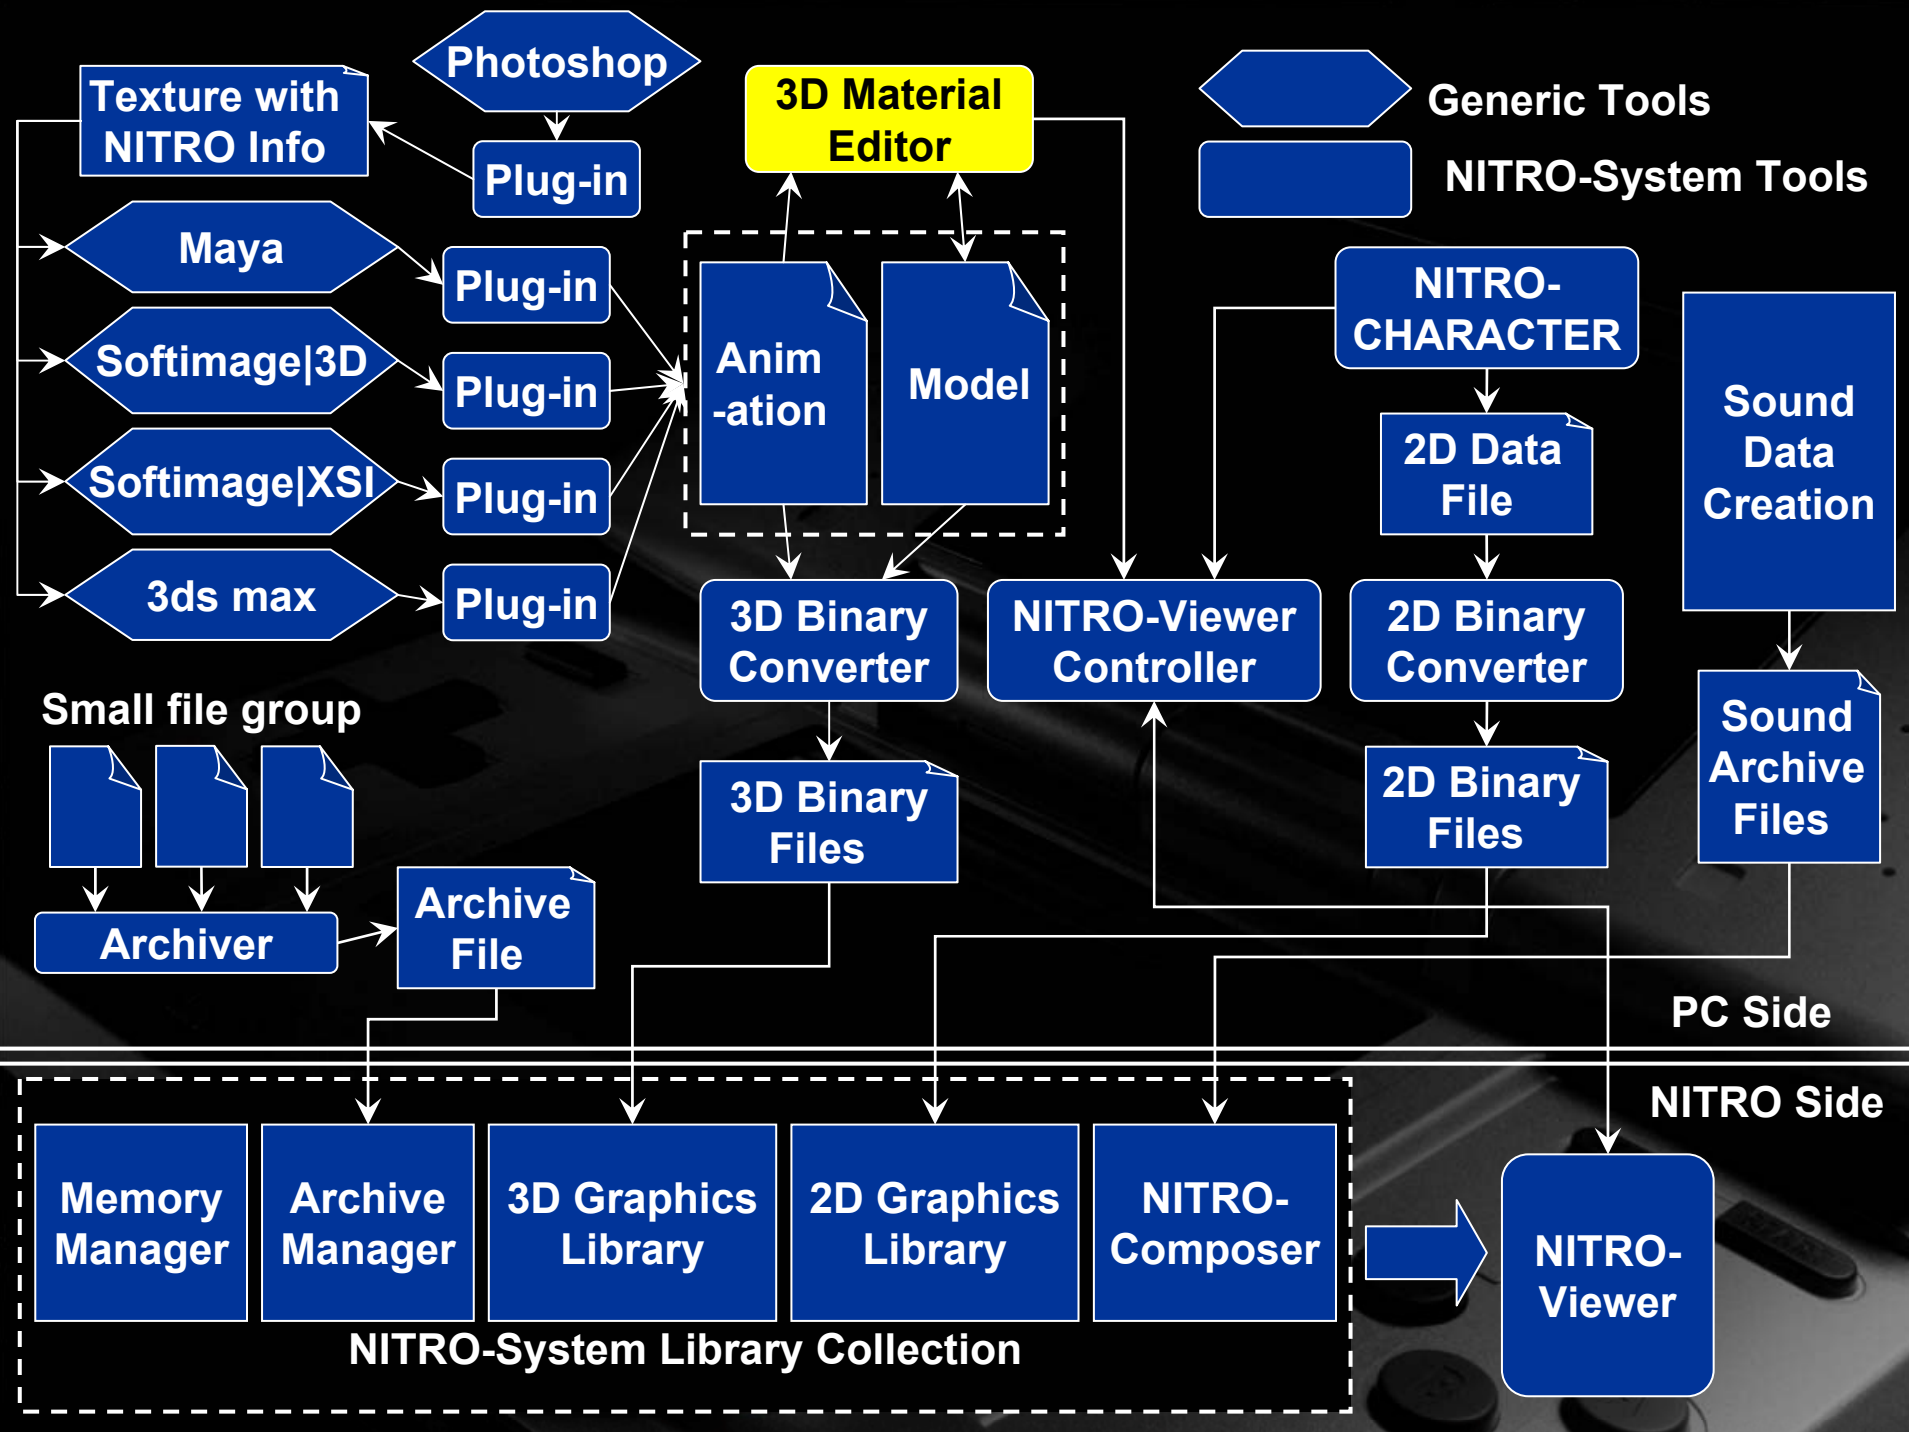 Photoshop
Texture with
NITRO Info
Plug-in
3D Material
Editor
Generic Tools
NITRO-System Tools
Maya
Plug-in
Softimage|3D
Plug-in
Softimage|XSI
Plug-in
3ds max
Plug-in
Anim
-ation
Model
NITRO-
CHARACTER
2D Data
File
Sound
Data
Creation
3D Binary
Converter
NITRO-Viewer
Controller
2D Binary
Converter
Small file group
3D Binary
Files
2D Binary
Files
Sound
Archive
Files
Archiver
Archive
File
PC Side
NITRO Side
Memory
Manager
Archive
Manager
3D Graphics
Library
2D Graphics
Library
NITRO-
Composer
NITRO-
Viewer
NITRO-System Library Collection